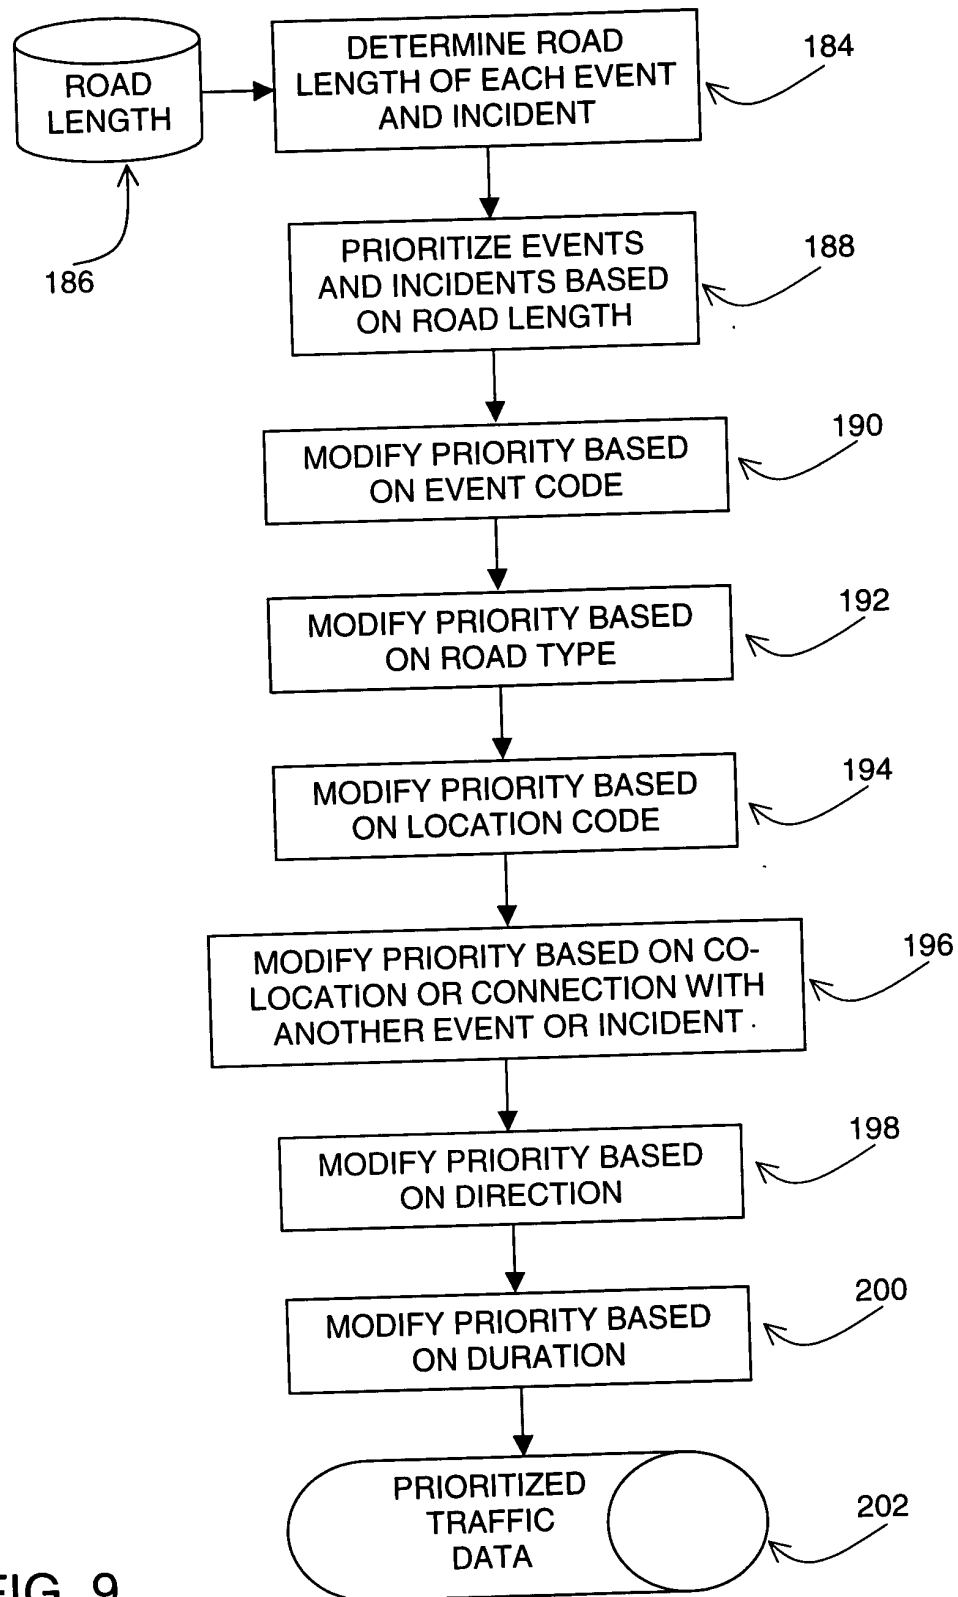 ROAD
LENGTH
186
DETERMINE ROAD
LENGTH OF EACH EVENT
AND INCIDENT
184
PRIORITIZE EVENTS
AND INCIDENTS BASED
ON ROAD LENGTH
188
MODIFY PRIORITY BASED
ON EVENT CODE
190
MODIFY PRIORITY BASED
ON ROAD TYPE
192
MODIFY PRIORITY BASED
ON LOCATION CODE
194
MODIFY PRIORITY BASED ON CO-
LOCATION OR CONNECTION WITH
ANOTHER EVENT OR INCIDENT
196
MODIFY PRIORITY BASED
ON DIRECTION
198
MODIFY PRIORITY BASED
ON DURATION
200
PRIORITIZED
TRAFFIC
DATA
202
FIG. 9